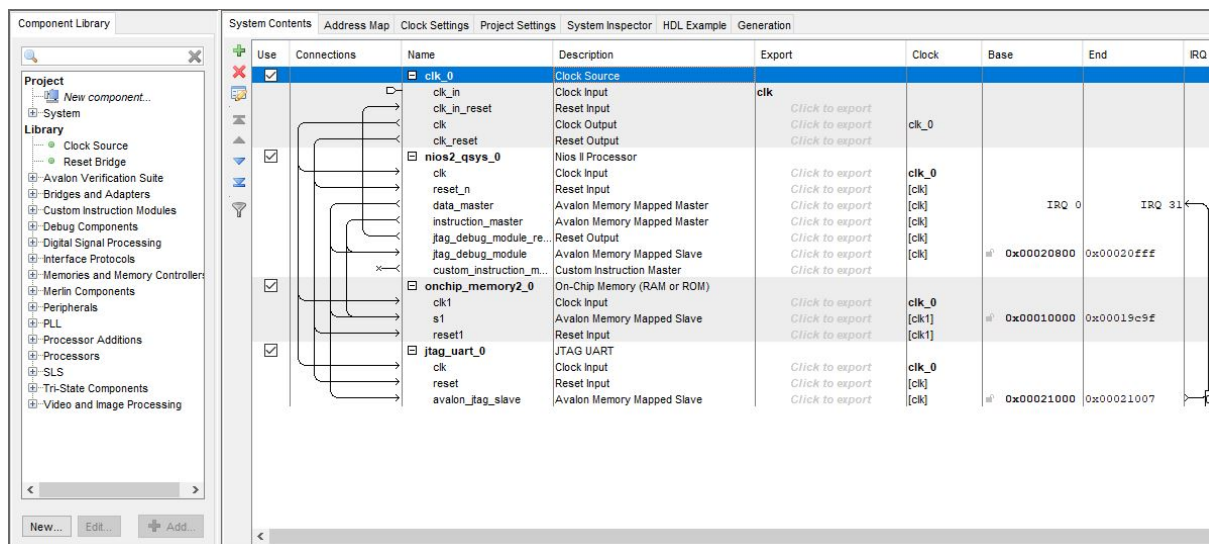 Component Library
Project
New component...
System
Library
Clock Source
Reset Bridge
Avalon Verification Suite
Bridges and Adapters
Custom Instruction Modules
Debug Components
Digital Signal Processing
Interface Protocols
Memories and Memory Controllers
Merlin Components
Peripherals
PLL
Processor Additions
Processors
SLS
Tri-State Components
Video and Image Processing
New... Edit... Add...
System Contents Address Map Clock Settings Project Settings System Inspector HDL Example Generation
Use Connections Name Description Export Clock Base End IRQ
clk_0 Clock Source
clk_in Clock Input clk
clk_in_reset Reset Input Click to export
clk Clock Output Click to export clk_0
clk_reset Reset Output Click to export
nios2_qsys_0 Nios II Processor
clk Clock Input Click to export clk_0
reset_n Reset Input Click to export [clk]
data_master Avalon Memory Mapped Master Click to export [clk] IRQ 0 IRQ 31
instruction_master Avalon Memory Mapped Master Click to export [clk]
jtag_debug_module_re... Reset Output Click to export [clk]
jtag_debug_module Avalon Memory Mapped Slave Click to export [clk] 0x00020800 0x00020fff
custom_instruction_m... Custom Instruction Master Click to export
onchip_memory2_0 On-Chip Memory (RAM or ROM)
clk1 Clock Input Click to export clk_0
s1 Avalon Memory Mapped Slave Click to export [clk1] 0x00010000 0x00019c9f
reset1 Reset Input Click to export [clk1]
jtag_uart_0 JTAG UART
clk Clock Input Click to export clk_0
reset Reset Input Click to export [clk]
avalon_jtag_slave Avalon Memory Mapped Slave Click to export [clk] 0x00021000 0x00021007